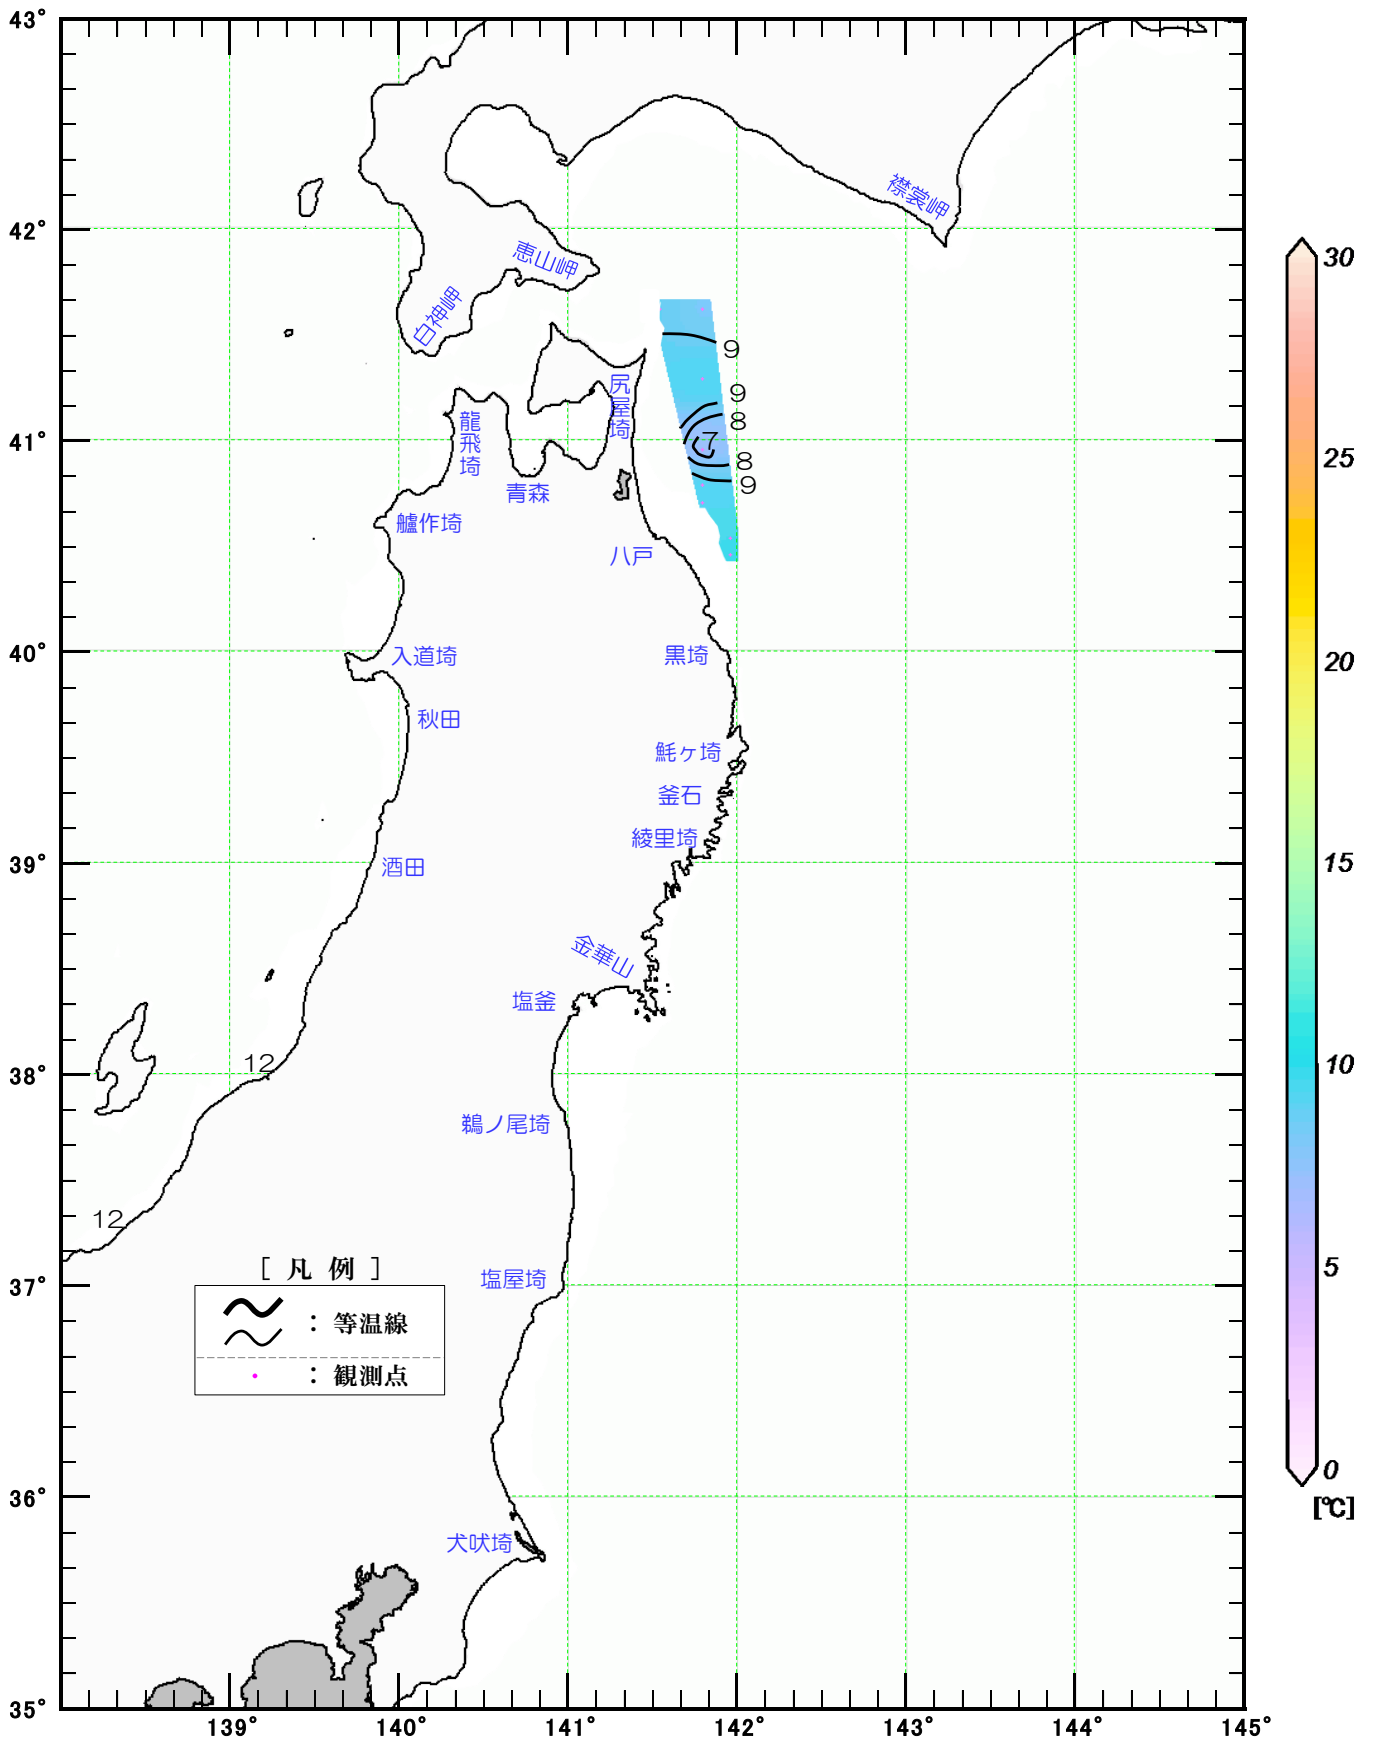 43°
42°
41°
40°
39°
38°
37°
36°
35°
139°
140°
141°
142°
143°
144°
145°
襟裳岬
恵山岬
白神岬
尻屋埼
龍飛埼
青森
艫作埼
八戸
入道埼
黒埼
秋田
魹ヶ埼
釜石
綾里埼
酒田
金華山
塩釜
鵜ノ尾埼
塩屋埼
犬吠埼
9
9
8
7
8
9
12
12
［ 凡 例 ］
： 等温線
： 観測点
30
25
20
15
10
5
0
[℃]